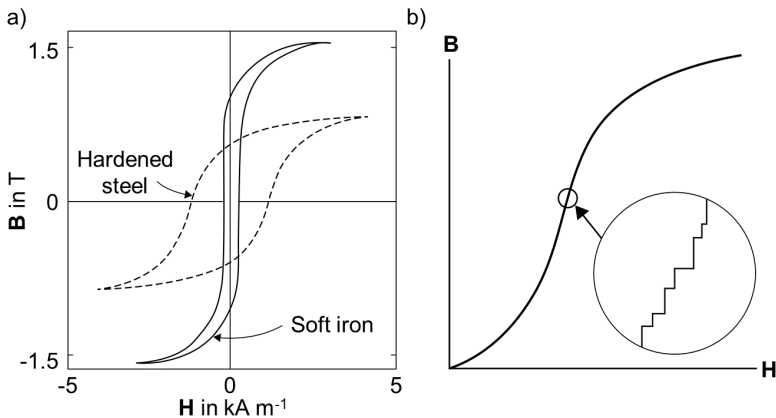 a)
1.5
Hardened
steel
0
B in T
Soft iron
-1.5
-5
0
5
H in kA m⁻¹
b)
B
H